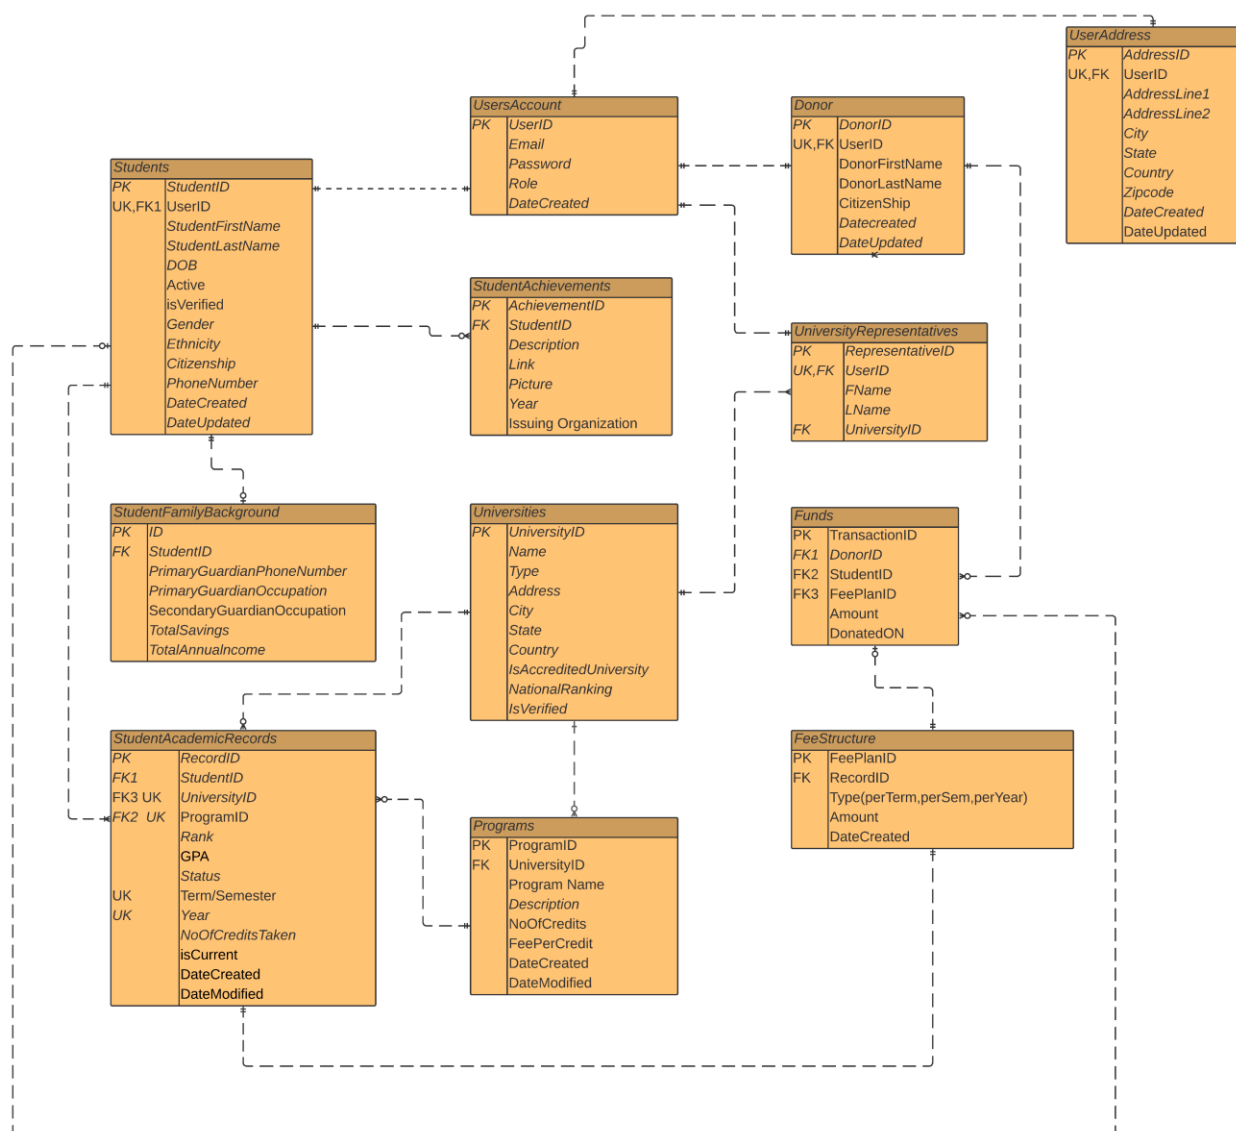 UserAddress
PK AddressID
UK,FK UserID
AddressLine1
AddressLine2
City
State
Country
Zipcode
DateCreated
DateUpdated
UsersAccount
PK UserID
Email
Password
Role
DateCreated
Donor
PK DonorID
UK,FK UserID
DonorFirstName
DonorLastName
CitizenShip
Datecreated
DateUpdated
Students
PK StudentID
UK,FK1 UserID
StudentFirstName
StudentLastName
DOB
Active
isVerified
Gender
Ethnicity
Citizenship
PhoneNumber
DateCreated
DateUpdated
StudentAchievements
PK AchievementID
FK StudentID
Description
Link
Picture
Year
Issuing Organization
UniversityRepresentatives
PK RepresentativeID
UK,FK UserID
FName
LName
FK UniversityID
StudentFamilyBackground
PK ID
FK StudentID
PrimaryGuardianPhoneNumber
PrimaryGuardianOccupation
SecondaryGuardianOccupation
TotalSavings
TotalAnnualncome
Universities
PK UniversityID
Name
Type
Address
City
State
Country
IsAccreditedUniversity
NationalRanking
IsVerified
Funds
PK TransactionID
FK1 DonorID
FK2 StudentID
FK3 FeePlanID
Amount
DonatedON
StudentAcademicRecords
PK RecordID
FK1 StudentID
FK3 UK UniversityID
FK2 UK ProgramID
Rank
GPA
Status
UK Term/Semester
UK Year
NoOfCreditsTaken
isCurrent
DateCreated
DateModified
Programs
PK ProgramID
FK UniversityID
Program Name
Description
NoOfCredits
FeePerCredit
DateCreated
DateModified
FeeStructure
PK FeePlanID
FK RecordID
Type(perTerm,perSem,perYear)
Amount
DateCreated